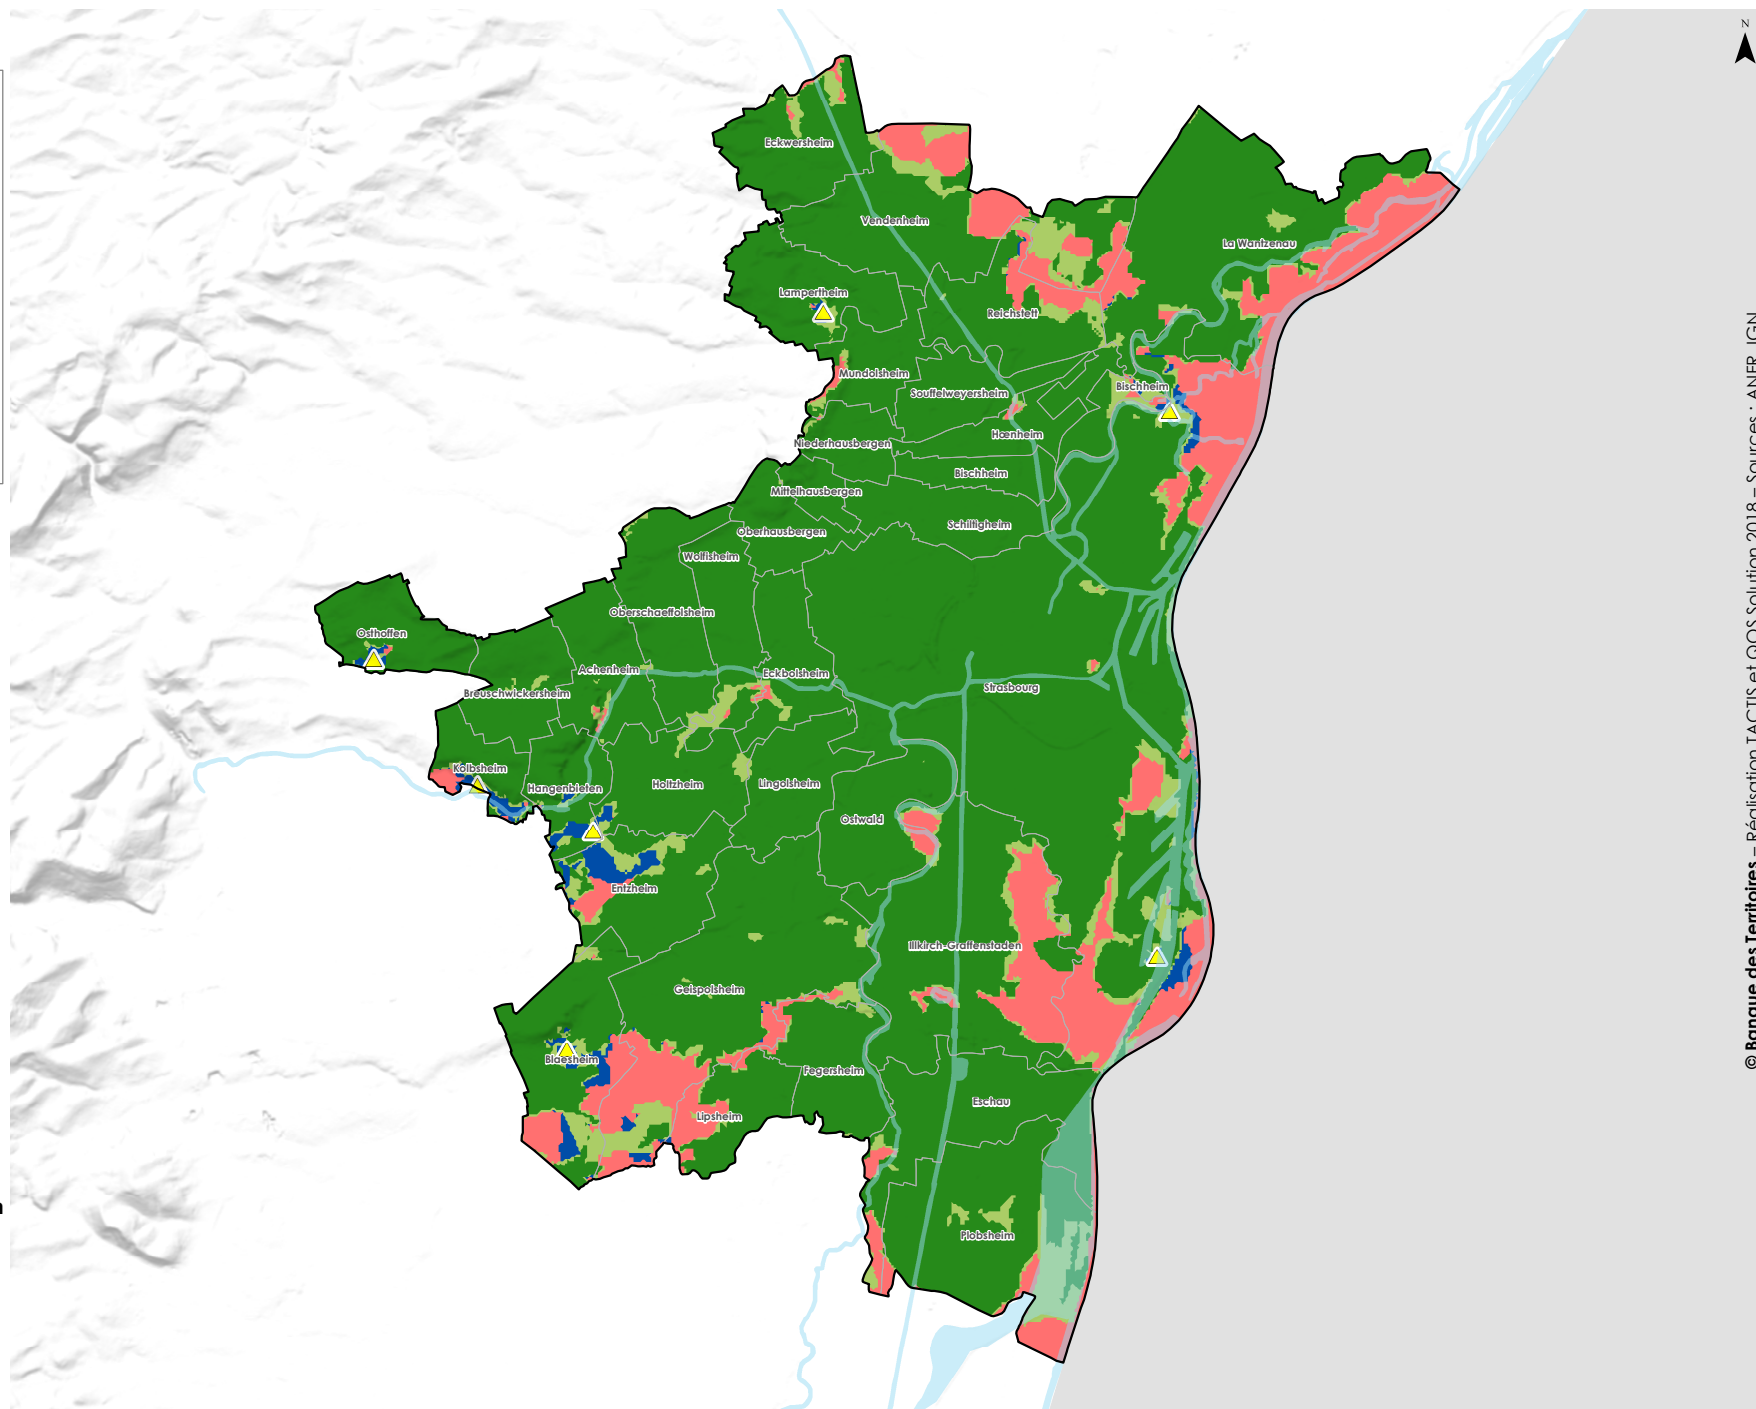 N
Eckwersheim
Vendenheim
La Wantzenau
Lampertheim
Reichstett
Mundolsheim
Bischheim
Souffelweyersheim
Hœnheim
Niederhausbergen
Bischheim
Mittelhausbergen
Schiltigheim
Oberhausbergen
Wolfisheim
Oberschaeffolsheim
Osthoffen
Achenheim
Eckbolsheim
Strasbourg
Breuschwickersheim
Kolbsheim
Hangenbieten
Holtzheim
Lingolsheim
Ostwald
Entzheim
Illkirch-Graffenstaden
Geispolsheim
Blaesheim
Fegersheim
Eschau
Lipsheim
Plobsheim
© Banque des Territoires – Réalisation TACTIS et QOS Solution 2018 – Sources : ANFR, IGN